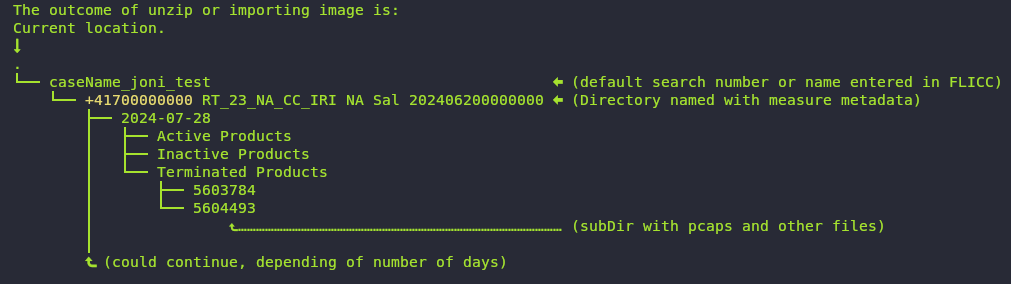 The outcome of unzip or importing image is:
Current location.
.
caseName_joni_test (default search number or name entered in FLICC)
+41700000000 RT_23_NA_CC_IRI NA Sal 202406200000000 (Directory named with measure metadata)
2024-07-28
Active Products
Inactive Products
Terminated Products
5603784
5604493
(subDir with pcaps and other files)
(could continue, depending of number of days)